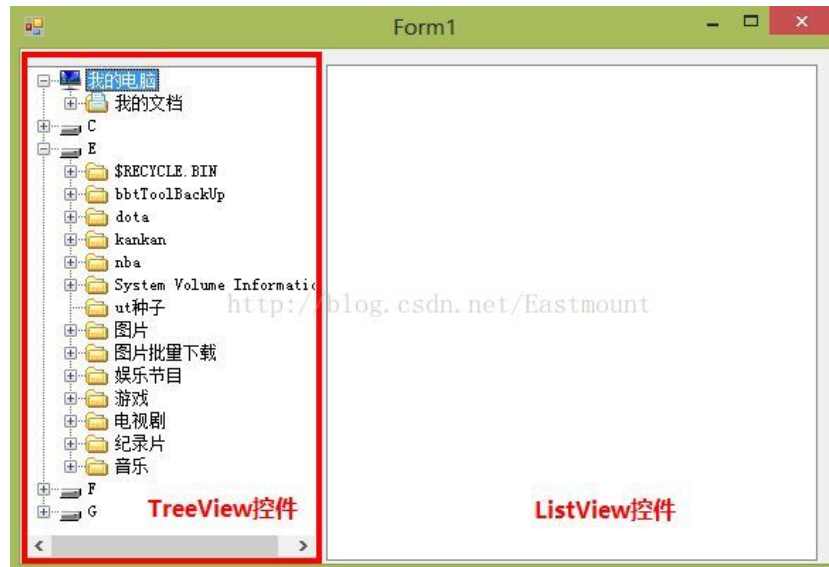 Form1
我的电脑
我的文档
C
E
$RECYCLE.BIN
bbtToolBackUp
dota
kankan
nba
System Volume Informatio
ut种子
http://blog.csdn.net/Eastmount
图片
图片批量下载
娱乐节目
游戏
电视剧
纪录片
音乐
F
G
TreeView控件
ListView控件